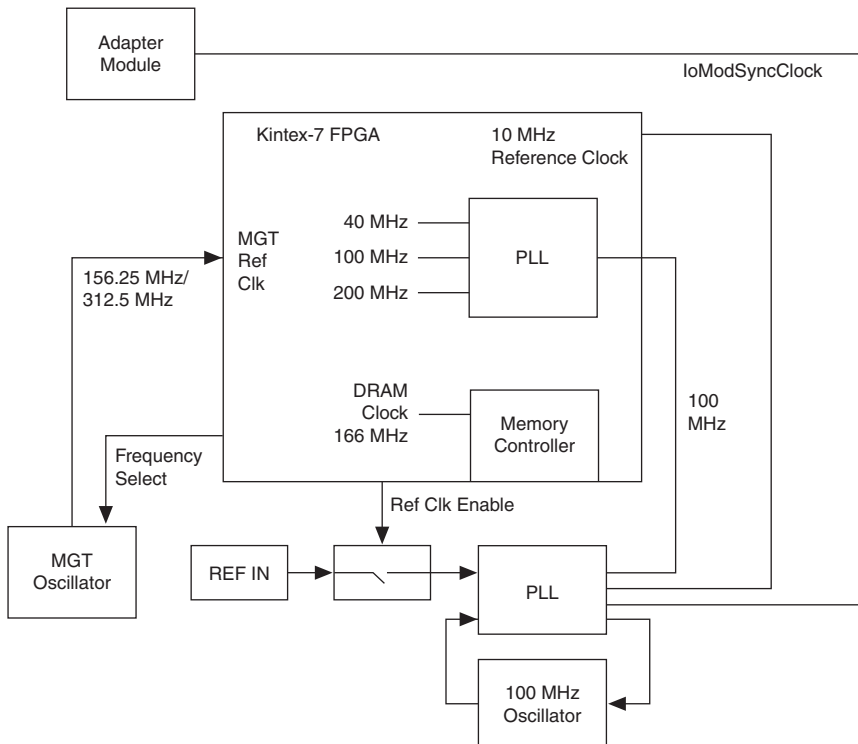 Adapter
Module
IoModSyncClock
Kintex-7 FPGA
10 MHz
Reference Clock
MGT
Ref
Clk
40 MHz
100 MHz
200 MHz
PLL
156.25 MHz/
312.5 MHz
DRAM
Clock
166 MHz
Memory
Controller
100
MHz
Frequency
Select
Ref Clk Enable
MGT
Oscillator
REF IN
PLL
100 MHz
Oscillator